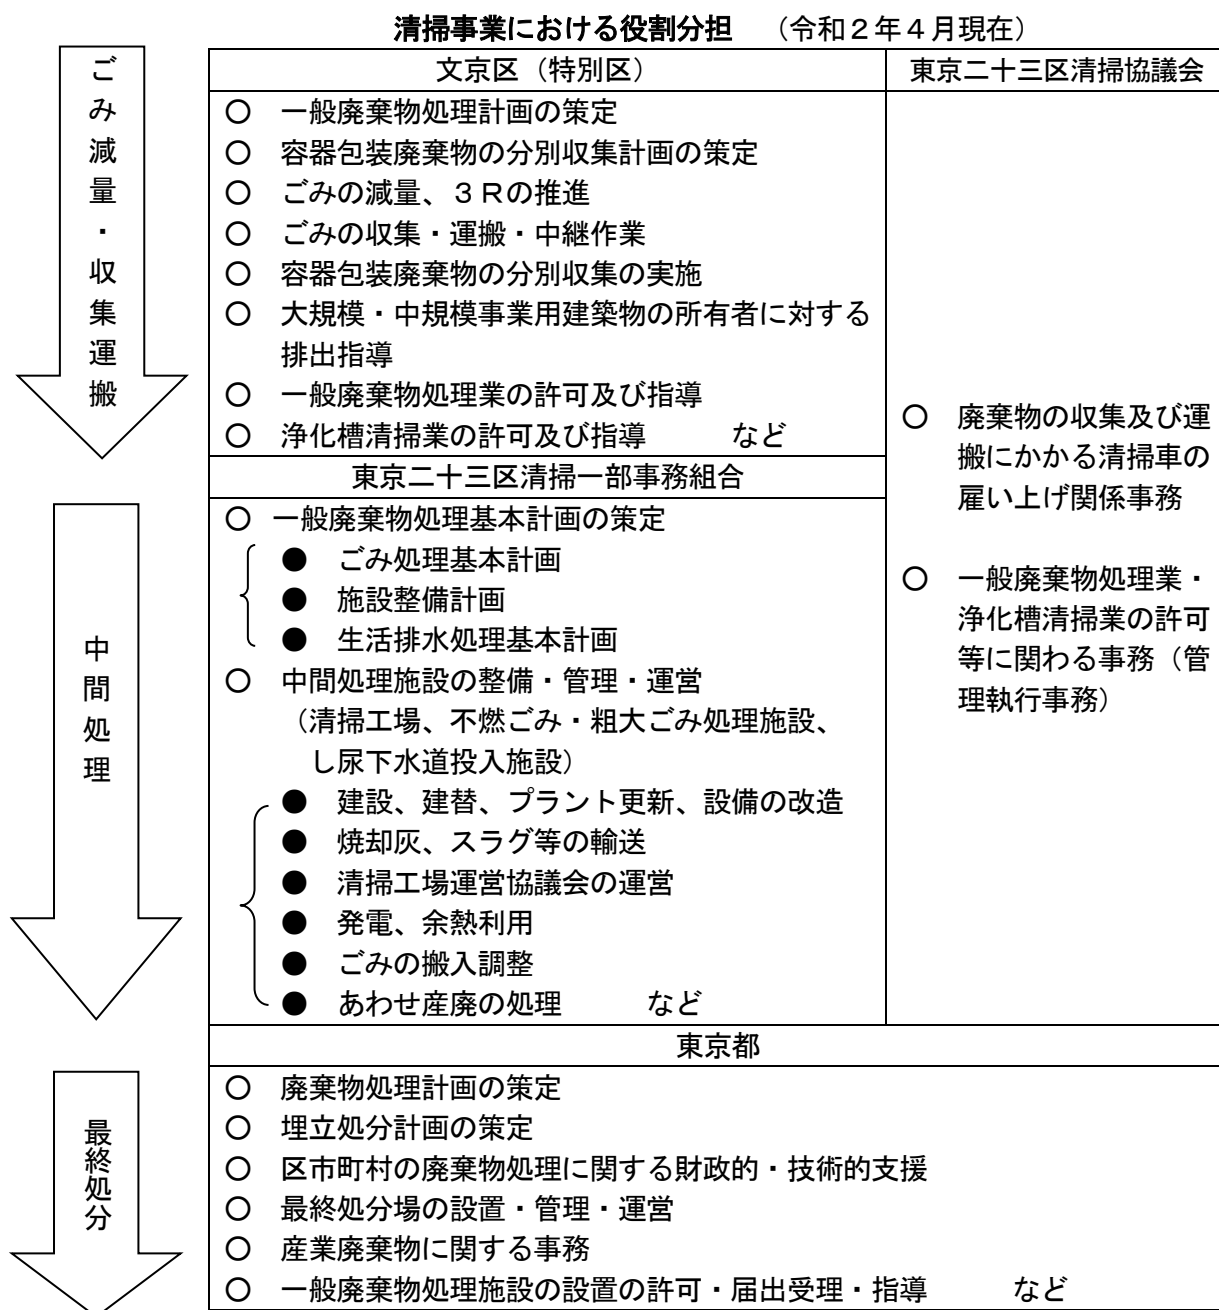 清掃事業における役割分担　（令和２年４月現在）
ごみ減量・収集運搬
文京区（特別区）
○　一般廃棄物処理計画の策定
○　容器包装廃棄物の分別収集計画の策定
○　ごみの減量、３Ｒの推進
○　ごみの収集・運搬・中継作業
○　容器包装廃棄物の分別収集の実施
○　大規模・中規模事業用建築物の所有者に対する
排出指導
○　一般廃棄物処理業の許可及び指導
○　浄化槽清掃業の許可及び指導　　　など
東京二十三区清掃協議会
○　廃棄物の収集及び運
搬にかかる清掃車の
雇い上げ関係事務
○　一般廃棄物処理業・
浄化槽清掃業の許可
等に関わる事務（管
理執行事務）
中間処理
東京二十三区清掃一部事務組合
○　一般廃棄物処理基本計画の策定
●　ごみ処理基本計画
●　施設整備計画
●　生活排水処理基本計画
○　中間処理施設の整備・管理・運営
（清掃工場、不燃ごみ・粗大ごみ処理施設、
し尿下水道投入施設）
●　建設、建替、プラント更新、設備の改造
●　焼却灰、スラグ等の輸送
●　清掃工場運営協議会の運営
●　発電、余熱利用
●　ごみの搬入調整
●　あわせ産廃の処理　　　など
最終処分
東京都
○　廃棄物処理計画の策定
○　埋立処分計画の策定
○　区市町村の廃棄物処理に関する財政的・技術的支援
○　最終処分場の設置・管理・運営
○　産業廃棄物に関する事務
○　一般廃棄物処理施設の設置の許可・届出受理・指導　　　など